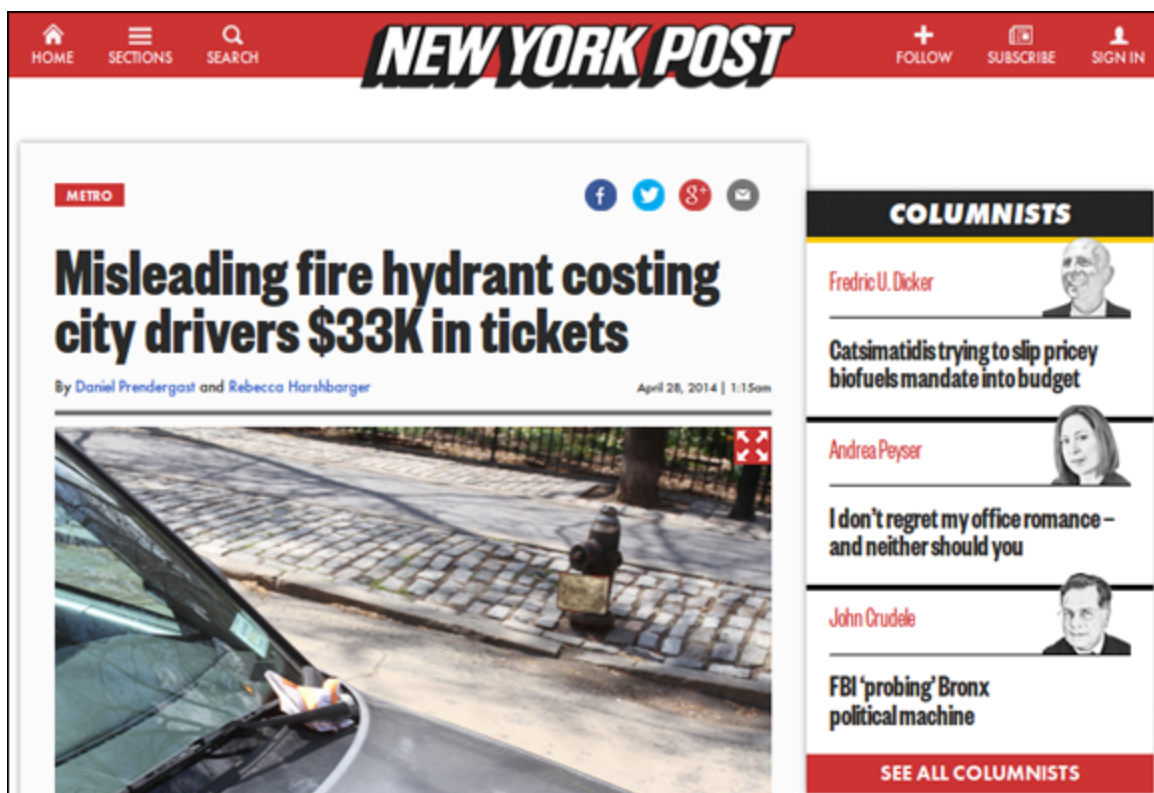 HOME
SECTIONS
SEARCH
NEW YORK POST
FOLLOW
SUBSCRIBE
SIGN IN
METRO
Misleading fire hydrant costing
city drivers $33K in tickets
By Daniel Prendergast and Rebecca Harshbarger
April 28, 2014 | 1:15am
COLUMNISTS
Fredric U. Dicker
Catsimatidis trying to slip pricey
biofuels mandate into budget
Andrea Peyser
I don't regret my office romance –
and neither should you
John Crudele
FBI 'probing' Bronx
political machine
SEE ALL COLUMNISTS